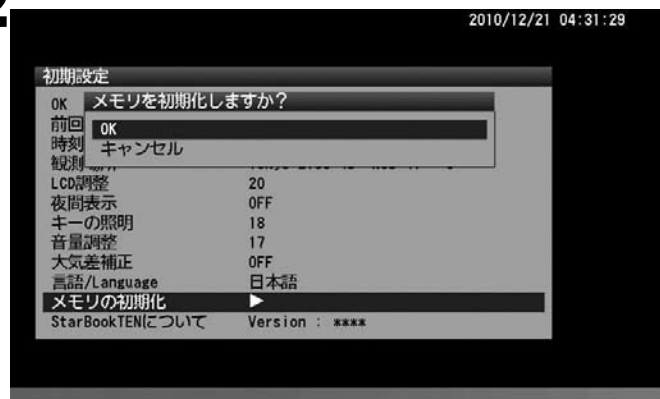 2010/12/21 04:31:29
初期設定
OK
メモリを初期化しますか?
前回
OK
時刻
キャンセル
観測
LCD調整 20
夜間表示 OFF
キーの照明 18
音量調整 17
大気差補正 OFF
言語/Language 日本語
メモリの初期化 ▶
StarBookTENについて Version : ****